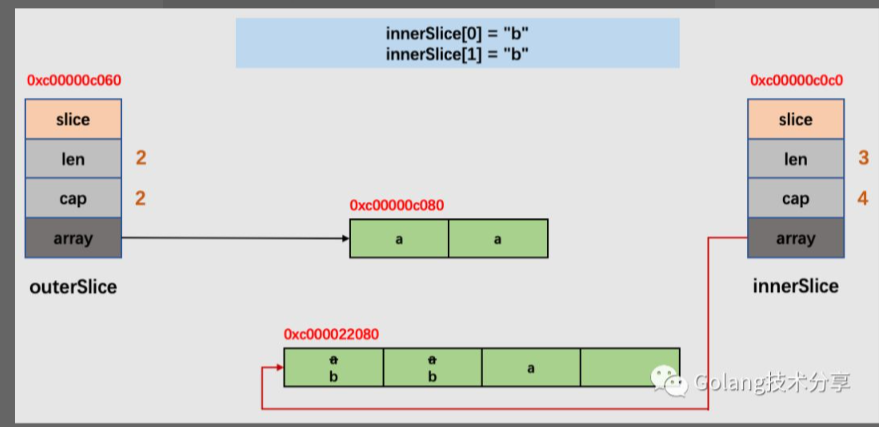 innerSlice[0] = "b"
innerSlice[1] = "b"
0xc00000c060
0xc00000c0c0
slice
slice
len
2
len
3
cap
2
0xc00000c080
cap
4
array
a
a
array
outerSlice
innerSlice
0xc000022080
a
a
a
b
b
Golang技术分享